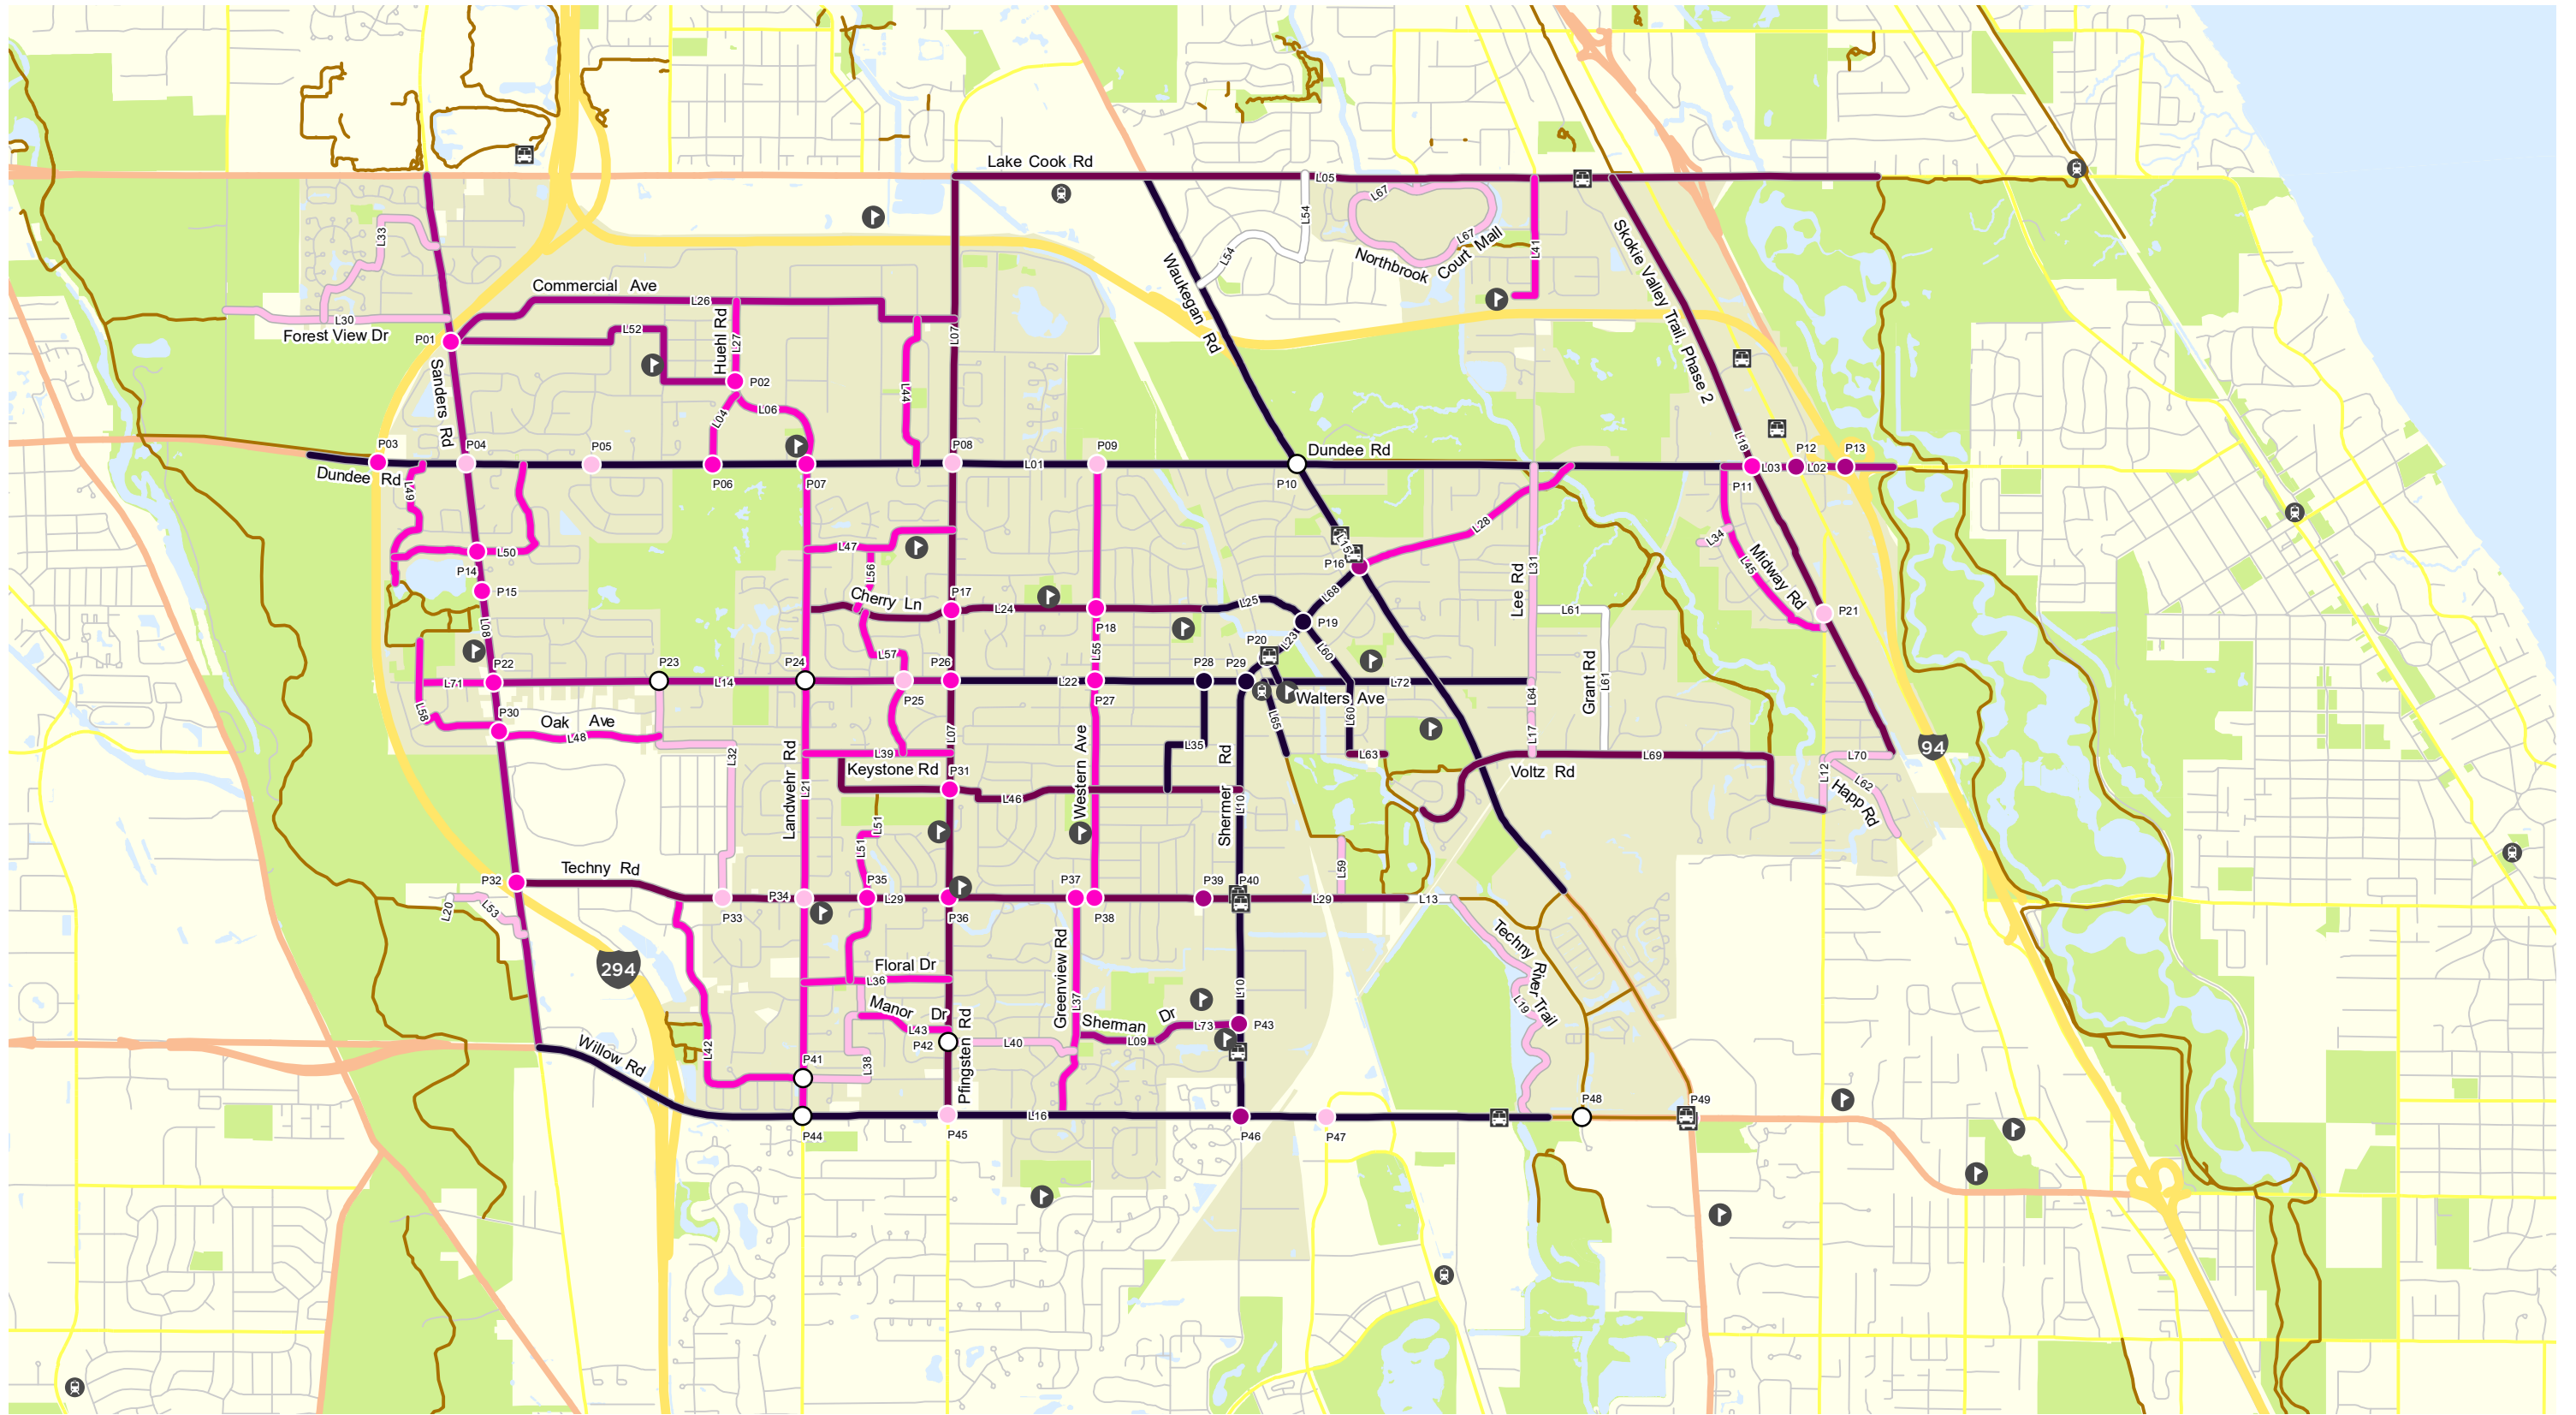 Lake Cook Rd
L05
L67
L54
L33
L41
L67
Northbrook Court Mall
L54
Skokie Valley Trail, Phase 2
Waukegan Rd
Commercial Ave
L26
L30
Forest View Dr
Huehl Rd
L27
L52
L07
P01
Sanders Rd
P02
L44
L04
L06
P03
P04
P05
P08
P09
Dundee Rd
L18
P12
P13
L01
L03
L02
Dundee Rd
P06
P07
P10
P11
L49
L28
L34
L15
L47
L50
P16
L31
Midway Rd
L45
P14
L56
P15
Cherry Ln
P17
L24
L25
L68
Lee Rd
L61
P21
L08
P18
P19
L23
P20
L60
L57
L55
P22
P23
P24
P26
P28
P29
Grant Rd
L61
L71
L14
L22
L72
P25
P27
Walters Ave
L64
L58
P30
Oak Ave
L48
L65
L60
L17
L07
L35
L32
Landwehr Rd
L39
Western Ave
Shermer Rd
L63
L69
L70
94
Keystone Rd
P31
Voltz Rd
L12
L62
Happ Rd
L21
L46
L10
L51
L51
Techny Rd
L59
P32
P35
P37
P39
P40
P34
L29
L29
L13
L20
L53
P33
P36
P38
Techny River Trail
294
Floral Dr
Greenview Rd
L36
L10
L37
L19
Manor Dr
Pfingsten Rd
Sherman Dr
L43
L73
P43
Willow Rd
L42
P42
L40
L09
P41
L38
P48
P49
L16
P44
P45
P46
P47